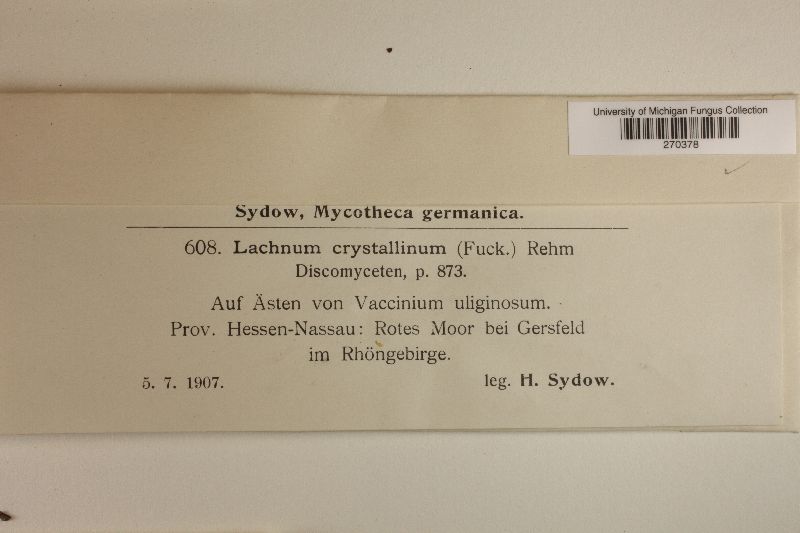 University of Michigan Fungus Collection
270378
Sydow, Mycotheca germanica.
608. Lachnum crystallinum (Fuck.) Rehm
Discomyceten, p. 873.
Auf Ästen von Vaccinium uliginosum.
Prov. Hessen-Nassau: Rotes Moor bei Gersfeld
im Rhöngebirge.
5. 7. 1907. leg. H. Sydow.